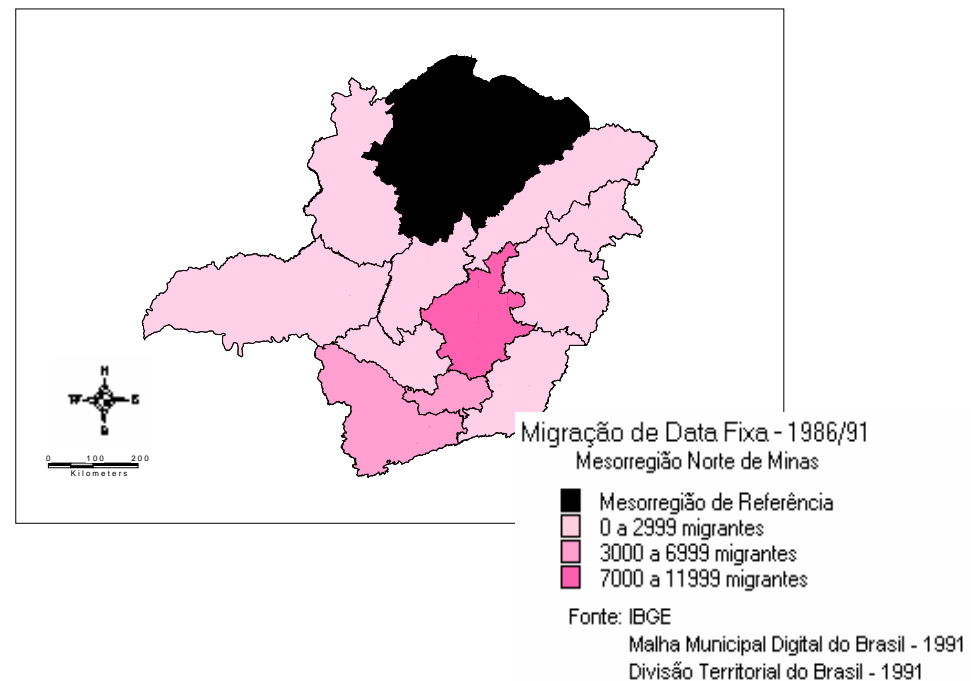 N
W E
S
0 100 200
Kilometers
Migração de Data Fixa - 1986/91
Mesorregião Norte de Minas
Mesorregião de Referência
0 a 2999 migrantes
3000 a 6999 migrantes
7000 a 11999 migrantes
Fonte: IBGE
Malha Municipal Digital do Brasil - 1991
Divisão Territorial do Brasil - 1991